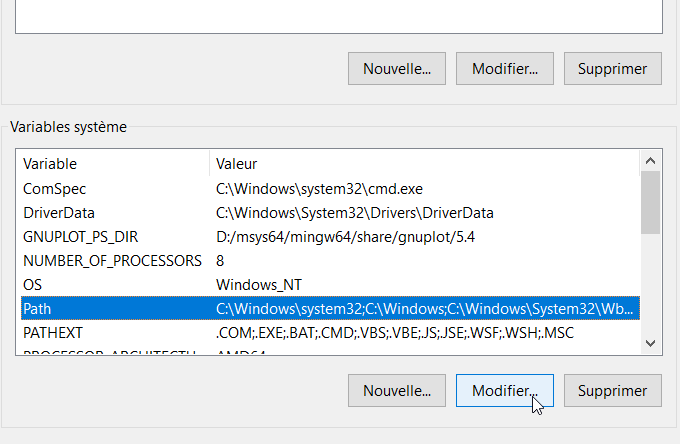 Nouvelle... Modifier... Supprimer
Variables système
Variable Valeur
ComSpec C:\Windows\system32\cmd.exe
DriverData C:\Windows\System32\Drivers\DriverData
GNUPLOT_PS_DIR D:/msys64/mingw64/share/gnuplot/5.4
NUMBER_OF_PROCESSORS 8
OS Windows_NT
Path C:\Windows\system32;C:\Windows;C:\Windows\System32\Wb...
PATHEXT .COM;.EXE;.BAT;.CMD;.VBS;.VBE;.JS;.JSE;.WSF;.WSH;.MSC
PROCESSOR_ARCHITECTU... AMD64
Nouvelle... Modifier... Supprimer